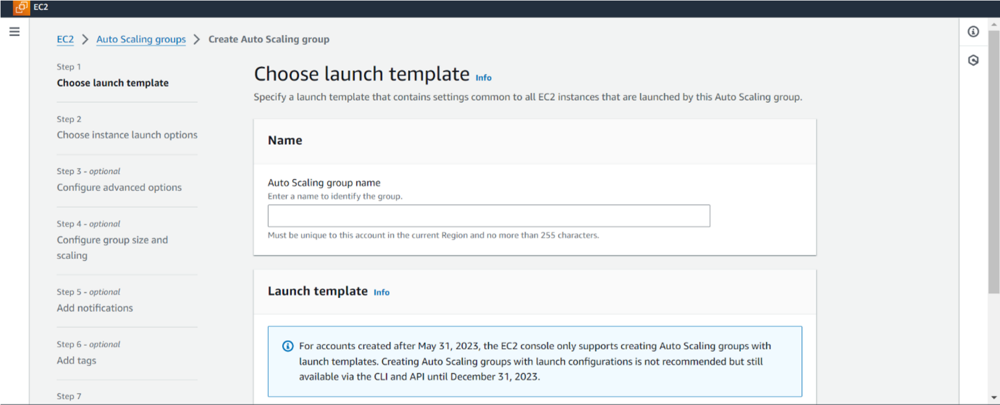 EC2
EC2 > Auto Scaling groups > Create Auto Scaling group
Step 1
Choose launch template
Step 2
Choose instance launch options
Step 3 - optional
Configure advanced options
Step 4 - optional
Configure group size and
scaling
Step 5 - optional
Add notifications
Step 6 - optional
Add tags
Step 7
Choose launch template Info
Specify a launch template that contains settings common to all EC2 instances that are launched by this Auto Scaling group.
Name
Auto Scaling group name
Enter a name to identify the group.
Must be unique to this account in the current Region and no more than 255 characters.
Launch template Info
For accounts created after May 31, 2023, the EC2 console only supports creating Auto Scaling groups with
launch templates. Creating Auto Scaling groups with launch configurations is not recommended but still
available via the CLI and API until December 31, 2023.